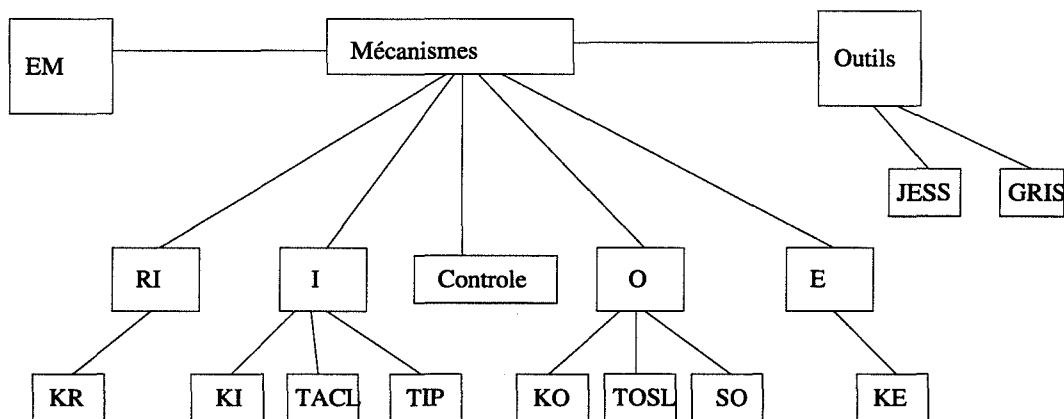 EM
Mécanismes
Outils
JESS
GRIS
RI
I
Controle
O
E
KR
KI
TACL
TIP
KO
TOSL
SO
KE